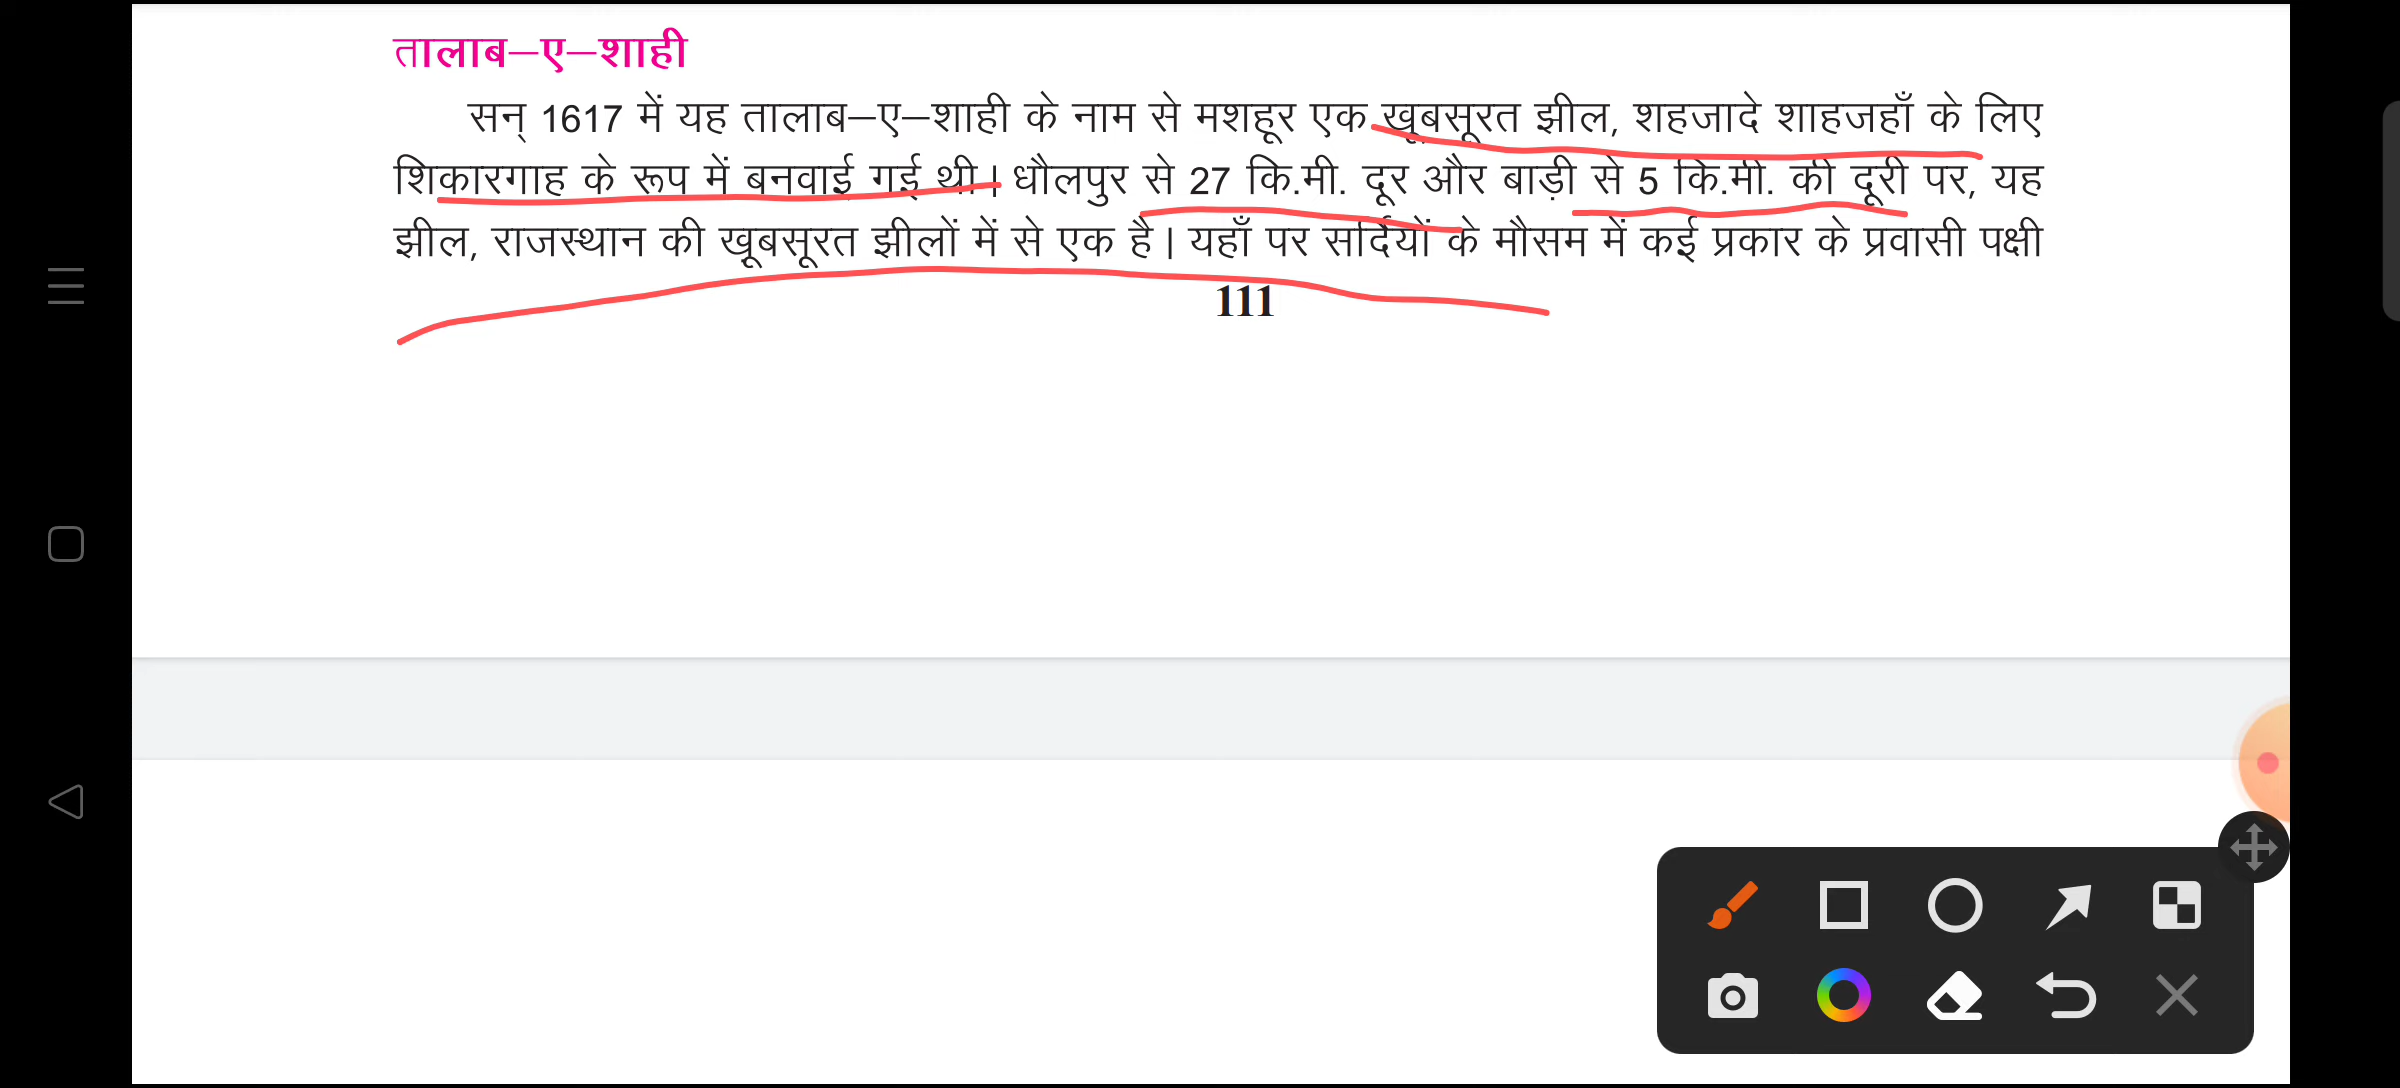 तालाब–ए–शाही
सन् 1617 में यह तालाब–ए–शाही के नाम से मशहूर एक खूबसूरत झील, शहजादे शाहजहाँ के लिए
शिकारगाह के रूप में बनवाई गई थी। धौलपुर से 27 कि.मी. दूर और बाड़ी से 5 कि.मी. की दूरी पर, यह
झील, राजस्थान की खूबसूरत झीलों में से एक है। यहाँ पर सर्दियों के मौसम में कई प्रकार के प्रवासी पक्षी
111